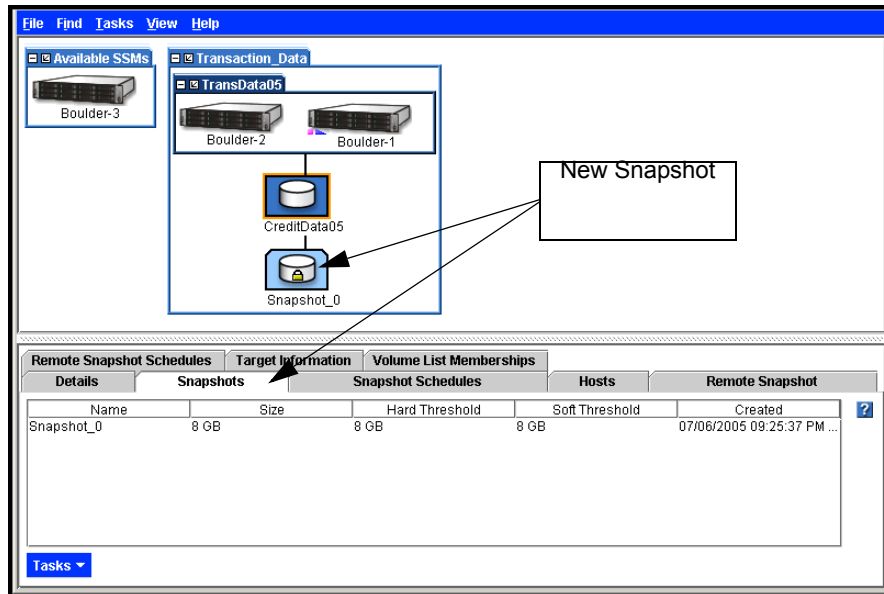 File Find Tasks View Help
Available SSMs
Transaction_Data
TransData05
Boulder-3
Boulder-2
Boulder-1
New Snapshot
CreditData05
Snapshot_0
Remote Snapshot Schedules Target Information Volume List Memberships
Details Snapshots Snapshot Schedules Hosts Remote Snapshot
Name Size Hard Threshold Soft Threshold Created
Snapshot_0 8 GB 8 GB 8 GB 07/06/2005 09:25:37 PM ...
?
Tasks